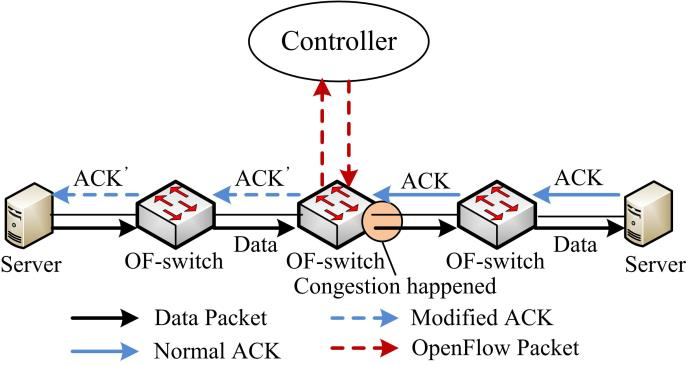 Controller
ACK’
ACK’
ACK
ACK
Data
Data
Server
OF-switch
OF-switch
OF-switch
Server
Congestion happened
Data Packet
Modified ACK
Normal ACK
OpenFlow Packet